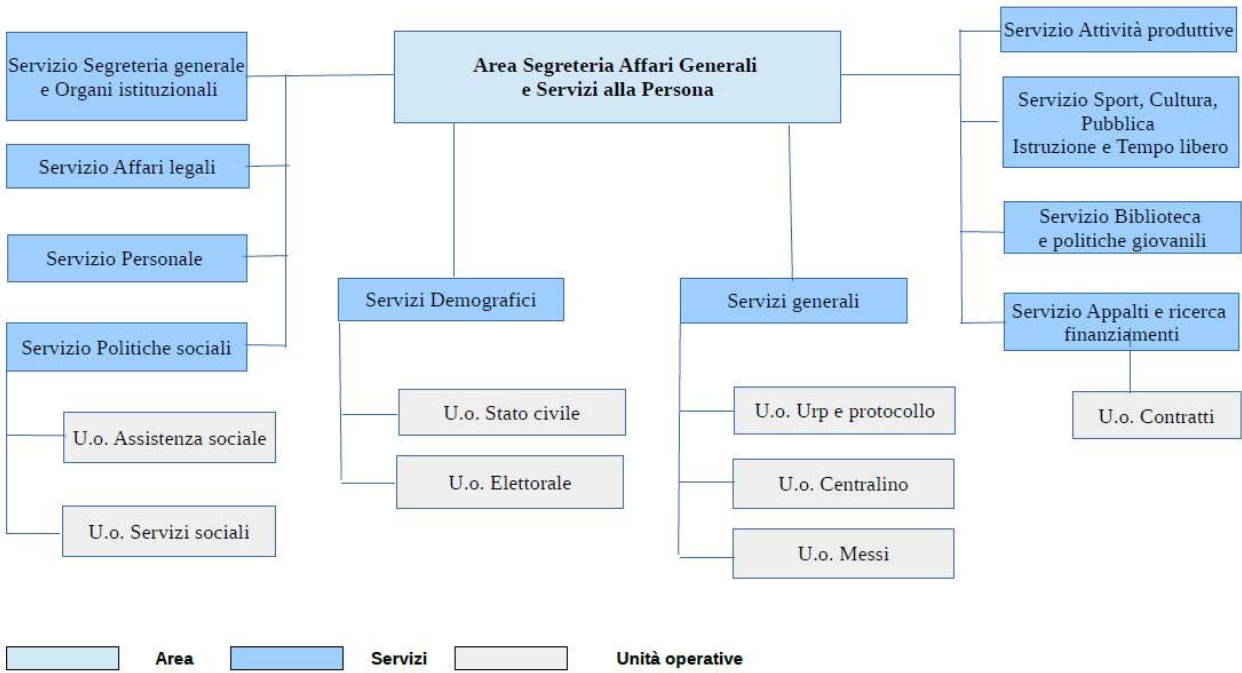 Servizio Segreteria generale
e Organi istituzionali
Servizio Affari legali
Servizio Personale
Servizio Politiche sociali
U.o. Assistenza sociale
U.o. Servizi sociali
Area Segreteria Affari Generali
e Servizi alla Persona
Servizi Demografici
U.o. Stato civile
U.o. Elettorale
Servizi generali
U.o. Urp e protocollo
U.o. Centralino
U.o. Messi
Servizio Attività produttive
Servizio Sport, Cultura,
Pubblica
Istruzione e Tempo libero
Servizio Biblioteca
e politiche giovanili
Servizio Appalti e ricerca
finanziamenti
U.o. Contratti
Area
Servizi
Unità operative